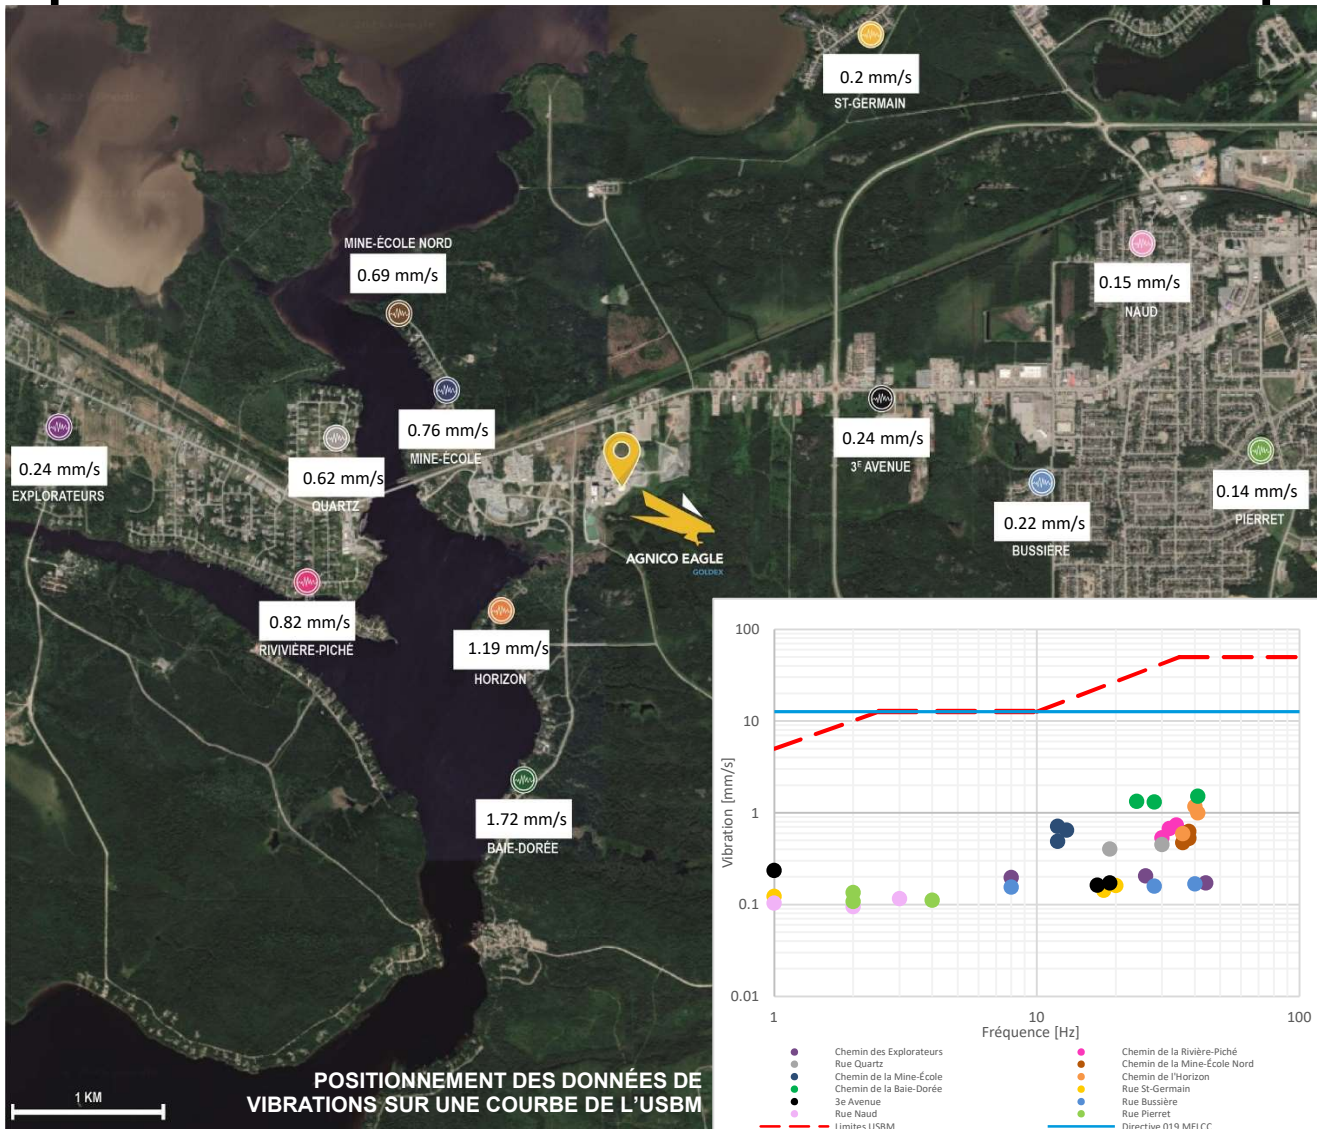 0.2 mm/s
ST-GERMAIN
MINE-ÉCOLE NORD
0.69 mm/s
0.15 mm/s
NAUD
0.76 mm/s
MINE-ÉCOLE
0.24 mm/s
EXPLORATEURS
0.62 mm/s
QUARTZ
0.24 mm/s
3E AVENUE
0.22 mm/s
BUSSIÈRE
0.14 mm/s
PIERRET
AGNICO EAGLE
GOLDEX
0.82 mm/s
RIVIVIÈRE-PICHÉ
1.19 mm/s
HORIZON
1.72 mm/s
BAIE-DORÉE
POSITIONNEMENT DES DONNÉES DE
VIBRATIONS SUR UNE COURBE DE L'USBM
1 KM
100
10
1
0.1
0.01
Vibration [mm/s]
1
10
100
Fréquence [Hz]
Chemin des Explorateurs
Chemin de la Rivière-Piché
Rue Quartz
Chemin de la Mine-École Nord
Chemin de la Mine-École
Chemin de l'Horizon
Chemin de la Baie-Dorée
Rue St-Germain
3e Avenue
Rue Bussière
Rue Naud
Rue Pierret
Limites USBM
Directive 019 MELCC